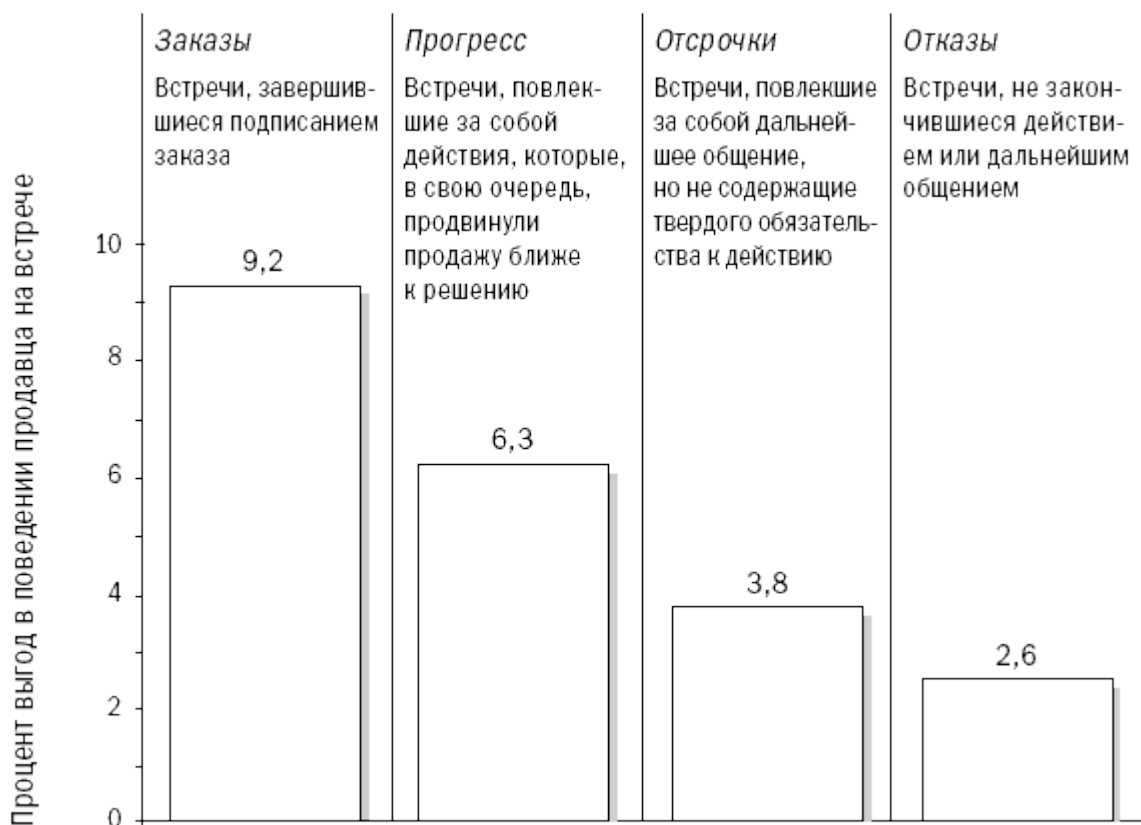 Заказы
Встречи, завершив-
шиеся подписанием
заказа
Прогресс
Встречи, повлек-
шие за собой
действия, которые,
в свою очередь,
продвинули
продажу ближе
к решению
Отсрочки
Встречи, повлекшие
за собой дальней-
шее общение,
но не содержащие
твердого обязатель-
ства к действию
Отказы
Встречи, не закон-
чившиеся действи-
ем или дальнейшим
общением
Процент выгод в поведении продавца на встрече
10
8
6
4
2
0
9,2
6,3
3,8
2,6